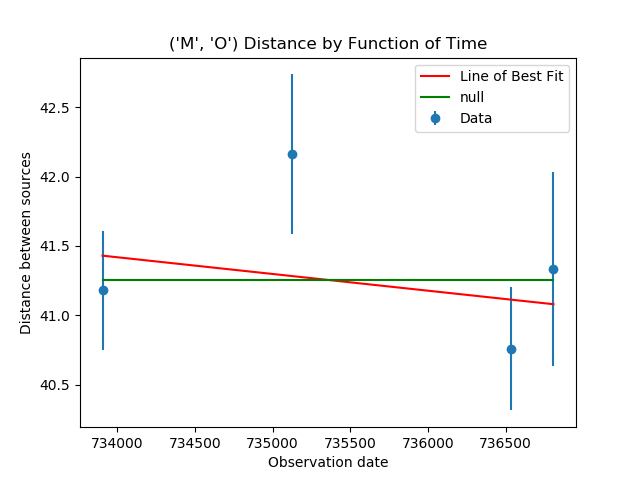 ('M', 'O') Distance by Function of Time
Line of Best Fit
null
Data
Distance between sources
42.5
42.0
41.5
41.0
40.5
734000 734500 735000 735500 736000 736500
Observation date